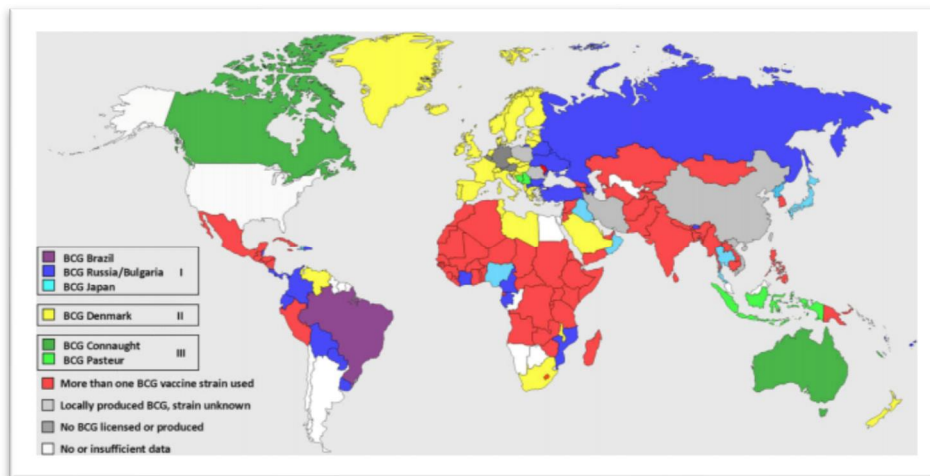 BCG Brazil
BCG Russia/Bulgaria I
BCG Japan
BCG Denmark II
BCG Connaught III
BCG Pasteur
More than one BCG vaccine strain used
Locally produced BCG, strain unknown
No BCG licensed or produced
No or insufficient data